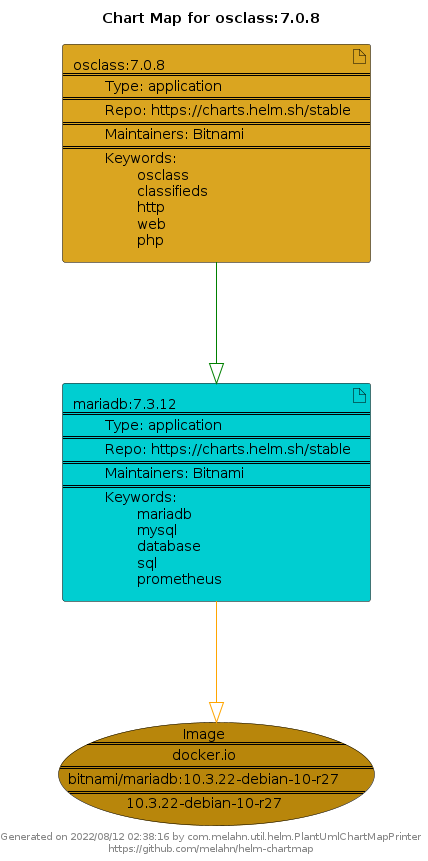 Chart Map for osclass:7.0.8
osclass:7.0.8
Type: application
Repo: https://charts.helm.sh/stable
Maintainers: Bitnami
Keywords:
osclass
classifieds
http
web
php
mariadb:7.3.12
Type: application
Repo: https://charts.helm.sh/stable
Maintainers: Bitnami
Keywords:
mariadb
mysql
database
sql
prometheus
Image
docker.io
bitnami/mariadb:10.3.22-debian-10-r27
10.3.22-debian-10-r27
Generated on 2022/08/12 02:38:16 by com.melahn.util.helm.PlantUmlChartMapPrinter
https://github.com/melahn/helm-chartmap